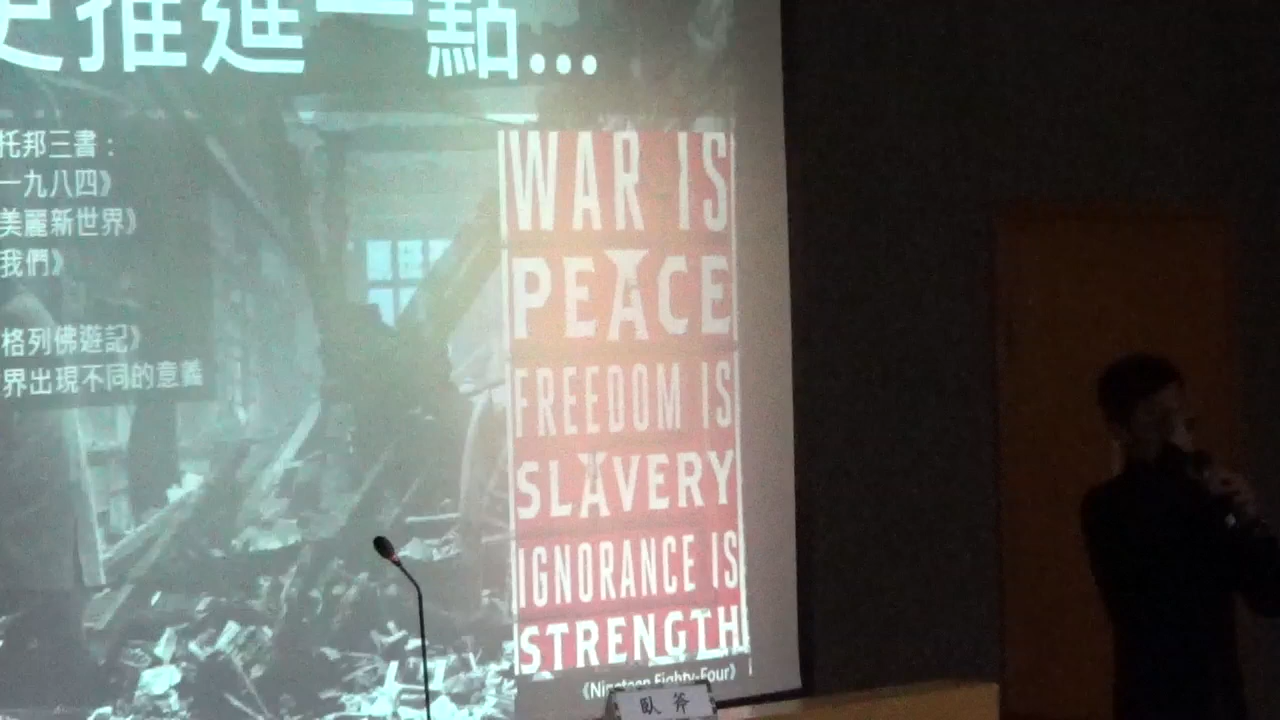 更推進一點...
托邦三書：
一九八四》
美麗新世界》
我們》
格列佛遊記》
界出現不同的意義
WAR IS
PEACE
FREEDOM IS
SLAVERY
IGNORANCE IS
STRENGTH
《Nineteen Eighty-Four》
臥斧